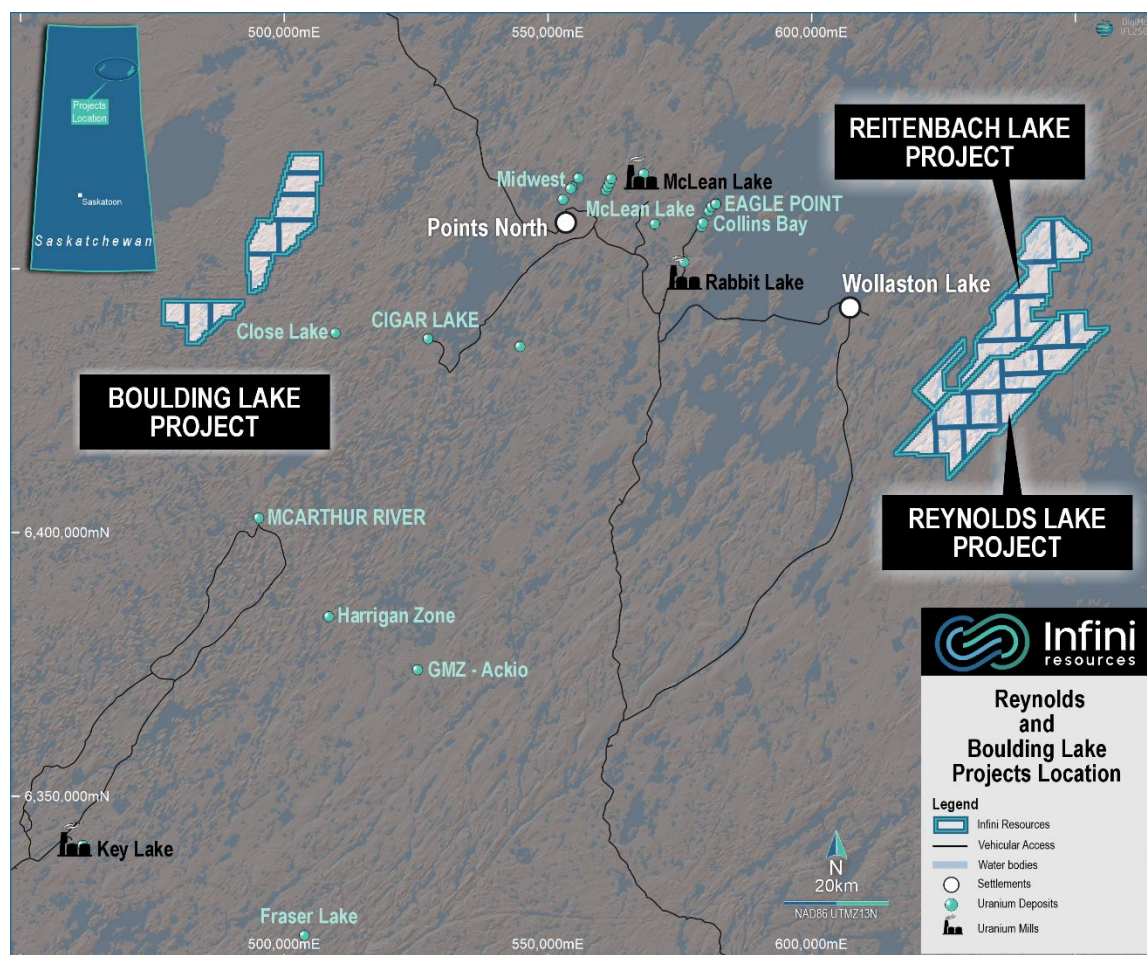 500,000mE
550,000mE
600,000mE
Projects
Location
Saskatoon
Saskatchewan
REITENBACH LAKE
PROJECT
Midwest
McLean Lake
McLean Lake
EAGLE POINT
Collins Bay
Points North
Rabbit Lake
Wollaston Lake
Close Lake
CIGAR LAKE
BOULDING LAKE
PROJECT
MCARTHUR RIVER
REYNOLDS LAKE
PROJECT
6,400,000mN
Harrigan Zone
GMZ - Ackio
Infini
resources
Reynolds
and
Boulding Lake
Projects Location
Legend
Infini Resources
Vehicular Access
Water bodies
Settlements
Uranium Deposits
Uranium Mills
6,350,000mN
Key Lake
N
20km
NAD86 UTMZ13N
Fraser Lake
500,000mE
550,000mE
600,000mE